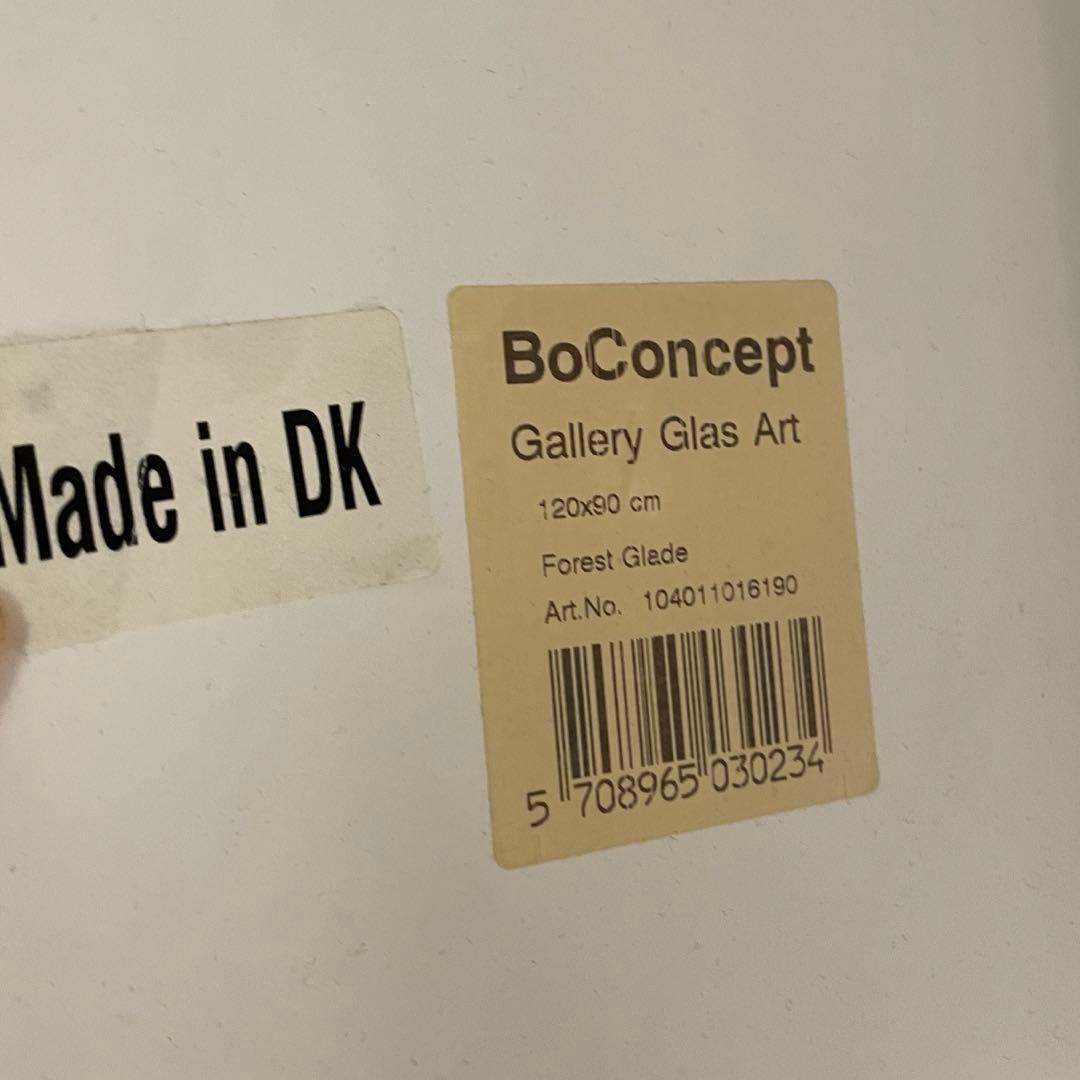 Made in DK
BoConcept
Gallery Glas Art
120x90 cm
Forest Glade
Art.No. 104011016190
5 708965 030234